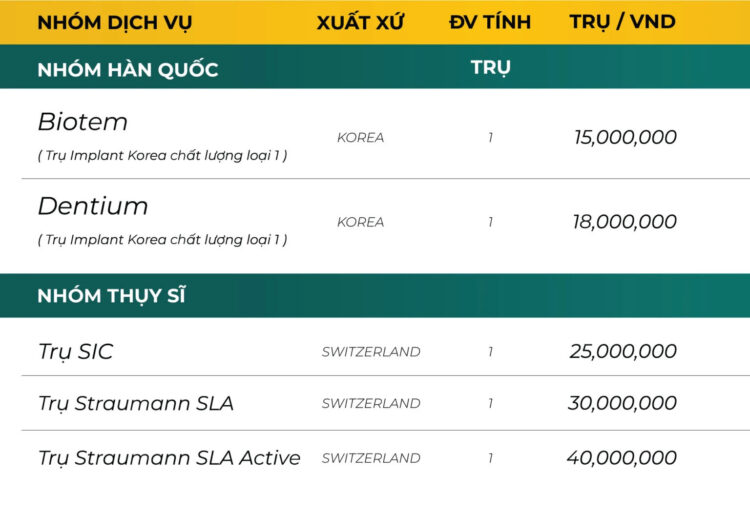 NHÓM DỊCH VỤ XUẤT XỨ ĐV TÍNH TRỤ / VND
NHÓM HÀN QUỐC TRỤ
Biotem
( Trụ Implant Korea chất lượng loại 1 ) KOREA 1 15,000,000
Dentium
( Trụ Implant Korea chất lượng loại 1 ) KOREA 1 18,000,000
NHÓM THỤY SĨ
Trụ SIC SWITZERLAND 1 25,000,000
Trụ Straumann SLA SWITZERLAND 1 30,000,000
Trụ Straumann SLA Active SWITZERLAND 1 40,000,000